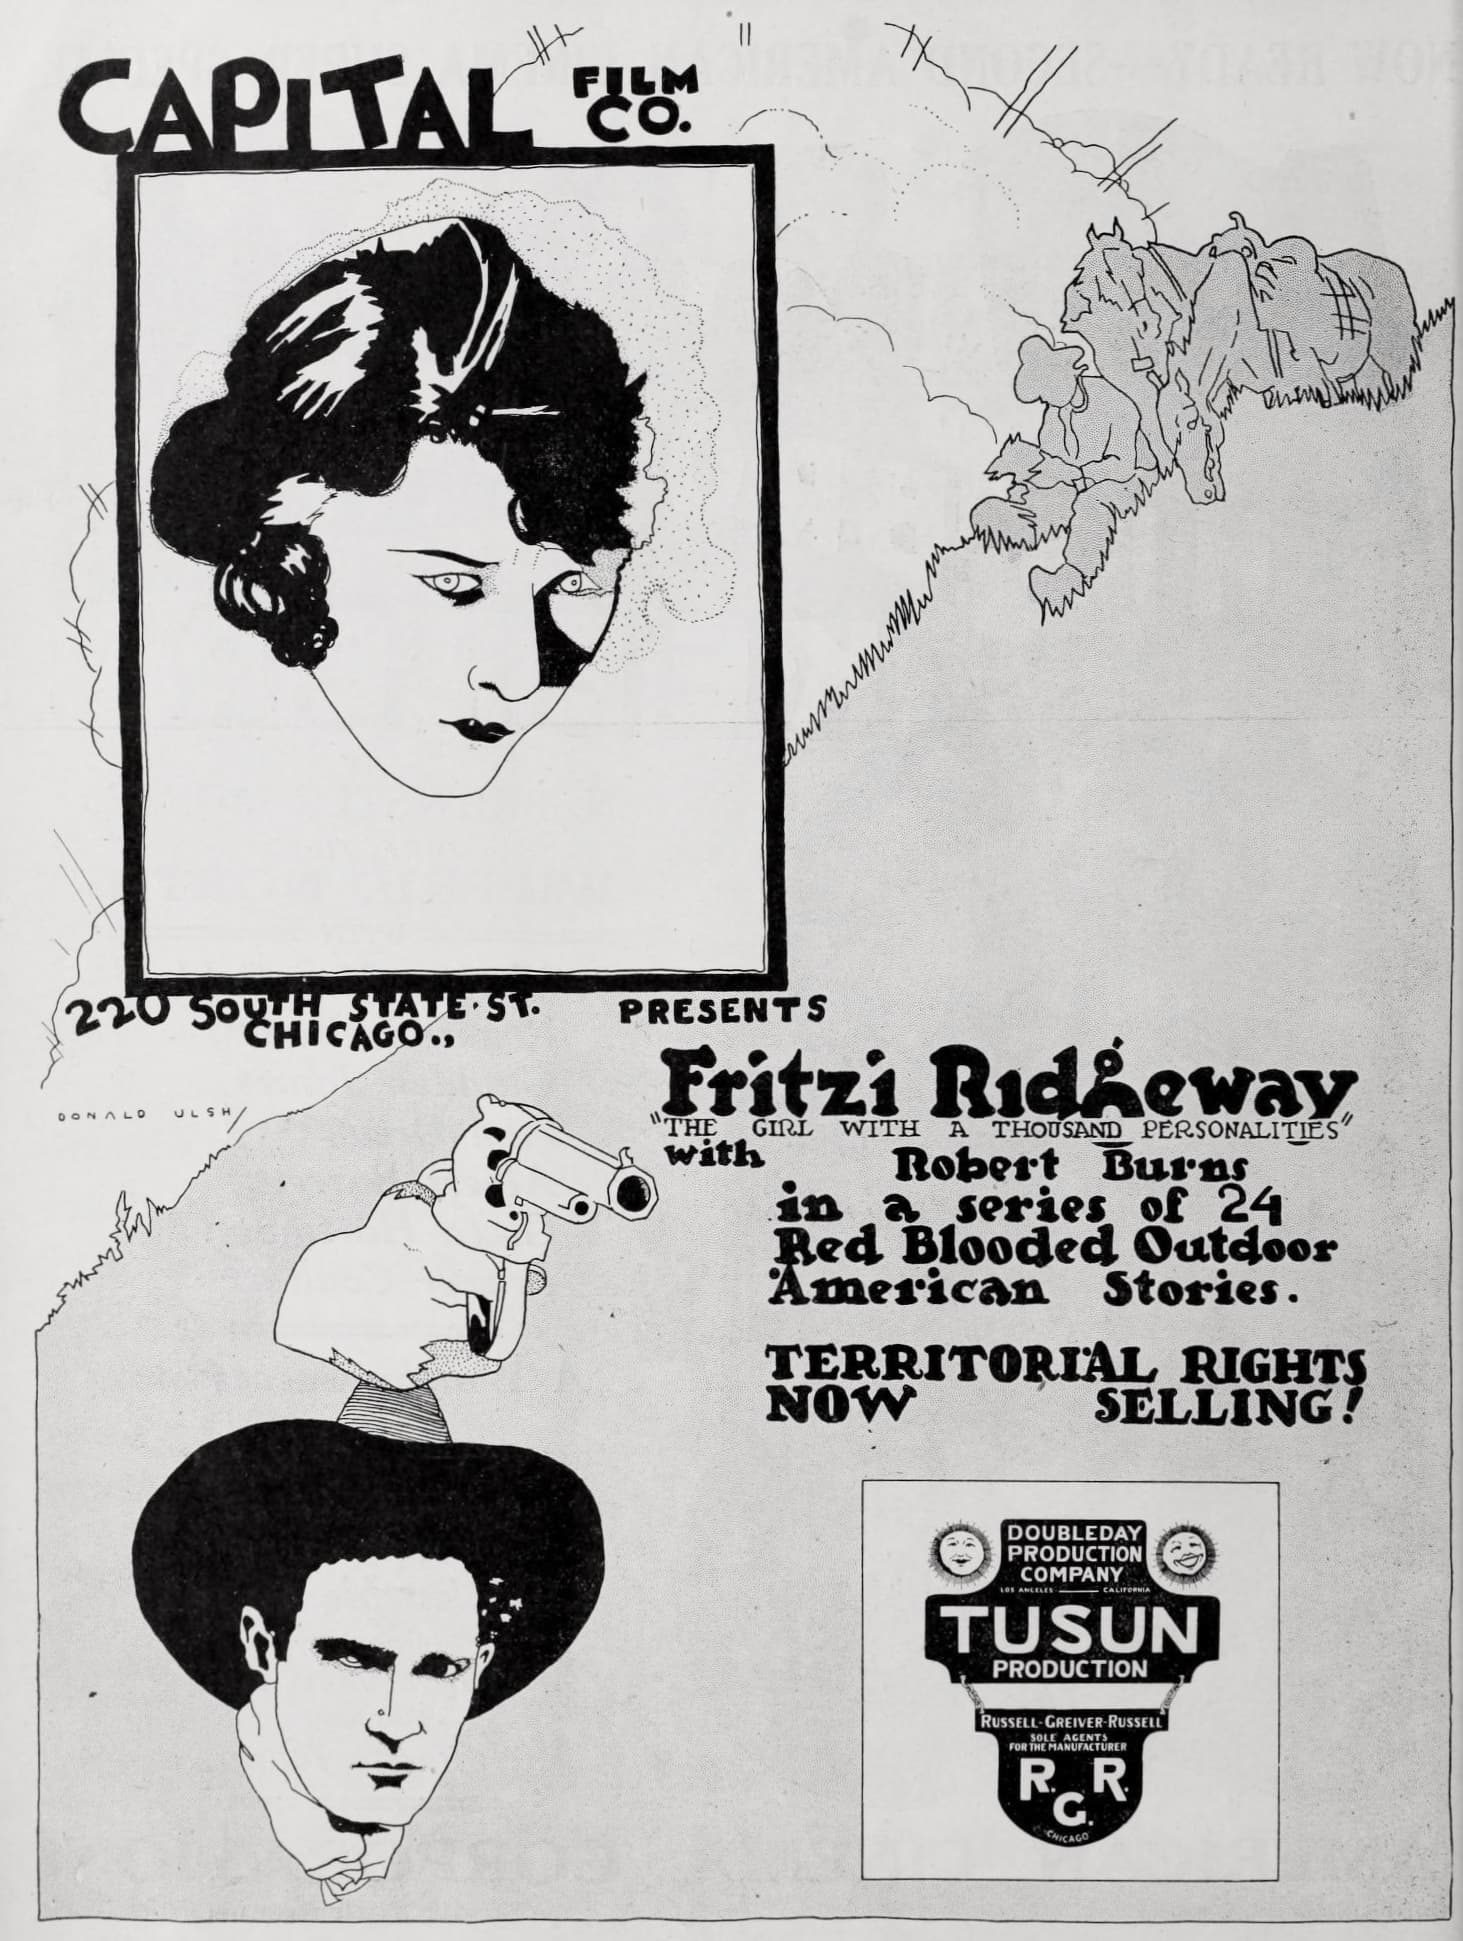 CAPITAL FILM CO.
220 SOUTH STATE ST. CHICAGO., PRESENTS
DONALD ULSH/
Fritzi Ridgeway
"THE GIRL WITH A THOUSAND PERSONALITIES"
with Robert Burns
in a series of 24
Red Blooded Outdoor
American Stories.
TERRITORIAL RIGHTS
NOW SELLING!
DOUBLEDAY
PRODUCTION
COMPANY
LOS ANGELES CALIFORNIA
TUSUN
PRODUCTION
RUSSELL-GREIVER-RUSSELL
SOLE AGENTS
FOR THE MANUFACTURER
R. G. R.
CHICAGO